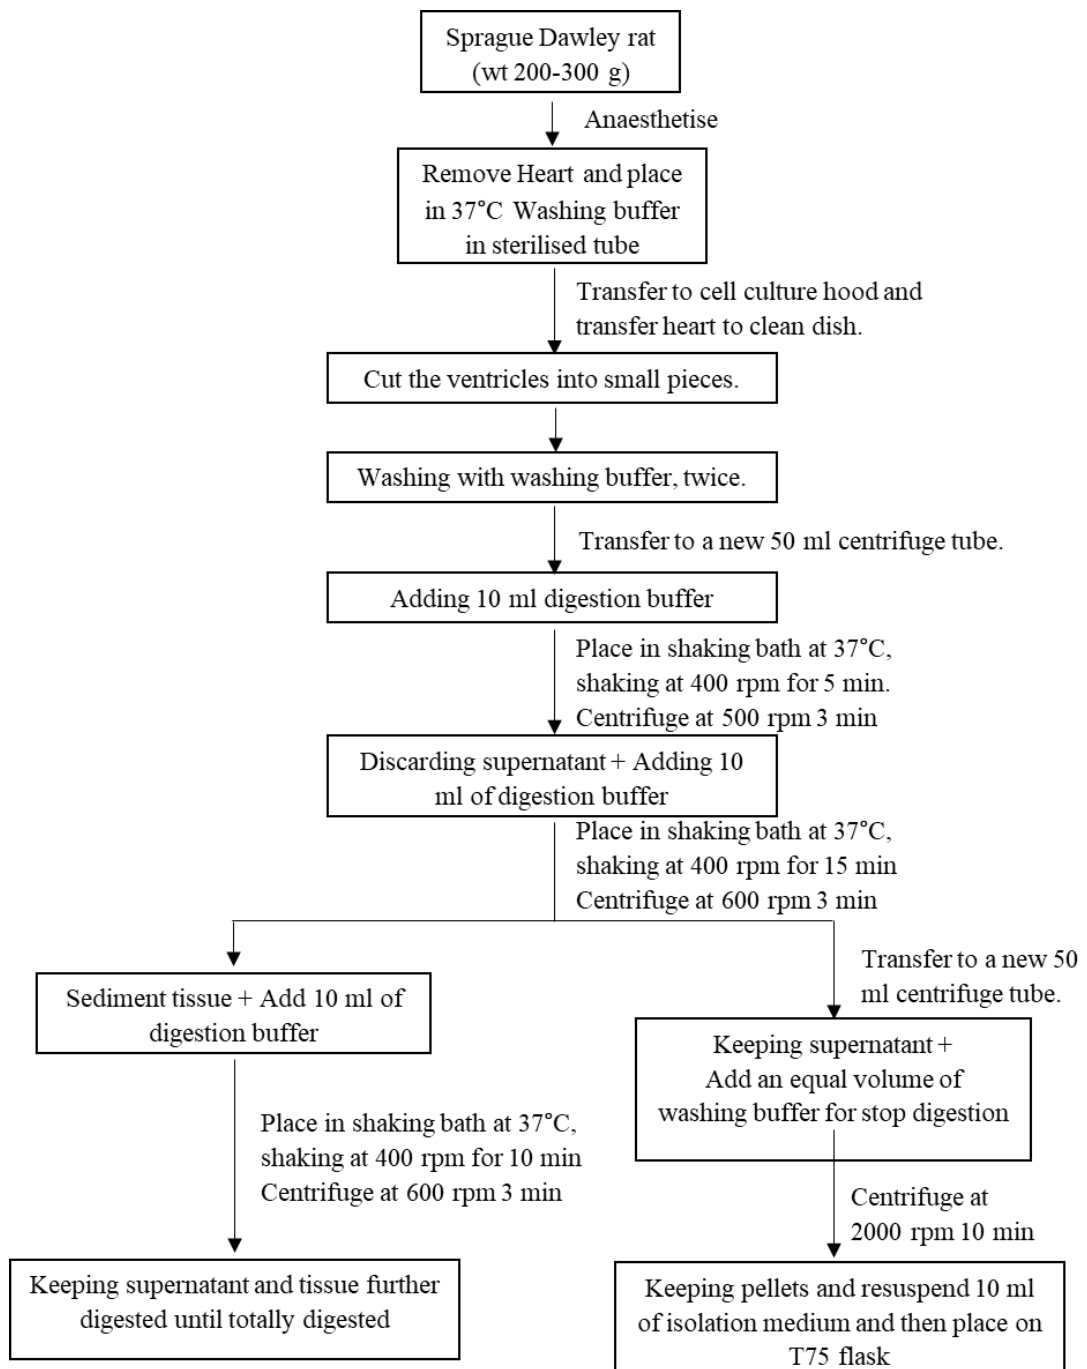 Sprague Dawley rat
(wt 200-300 g)
Anaesthetise
Remove Heart and place
in 37°C Washing buffer
in sterilised tube
Transfer to cell culture hood and
transfer heart to clean dish.
Cut the ventricles into small pieces.
Washing with washing buffer, twice.
Transfer to a new 50 ml centrifuge tube.
Adding 10 ml digestion buffer
Place in shaking bath at 37°C,
shaking at 400 rpm for 5 min.
Centrifuge at 500 rpm 3 min
Discarding supernatant + Adding 10
ml of digestion buffer
Place in shaking bath at 37°C,
shaking at 400 rpm for 15 min
Centrifuge at 600 rpm 3 min
Sediment tissue + Add 10 ml of
digestion buffer
Place in shaking bath at 37°C,
shaking at 400 rpm for 10 min
Centrifuge at 600 rpm 3 min
Keeping supernatant and tissue further
digested until totally digested
Transfer to a new 50
ml centrifuge tube.
Keeping supernatant +
Add an equal volume of
washing buffer for stop digestion
Centrifuge at
2000 rpm 10 min
Keeping pellets and resuspend 10 ml
of isolation medium and then place on
T75 flask